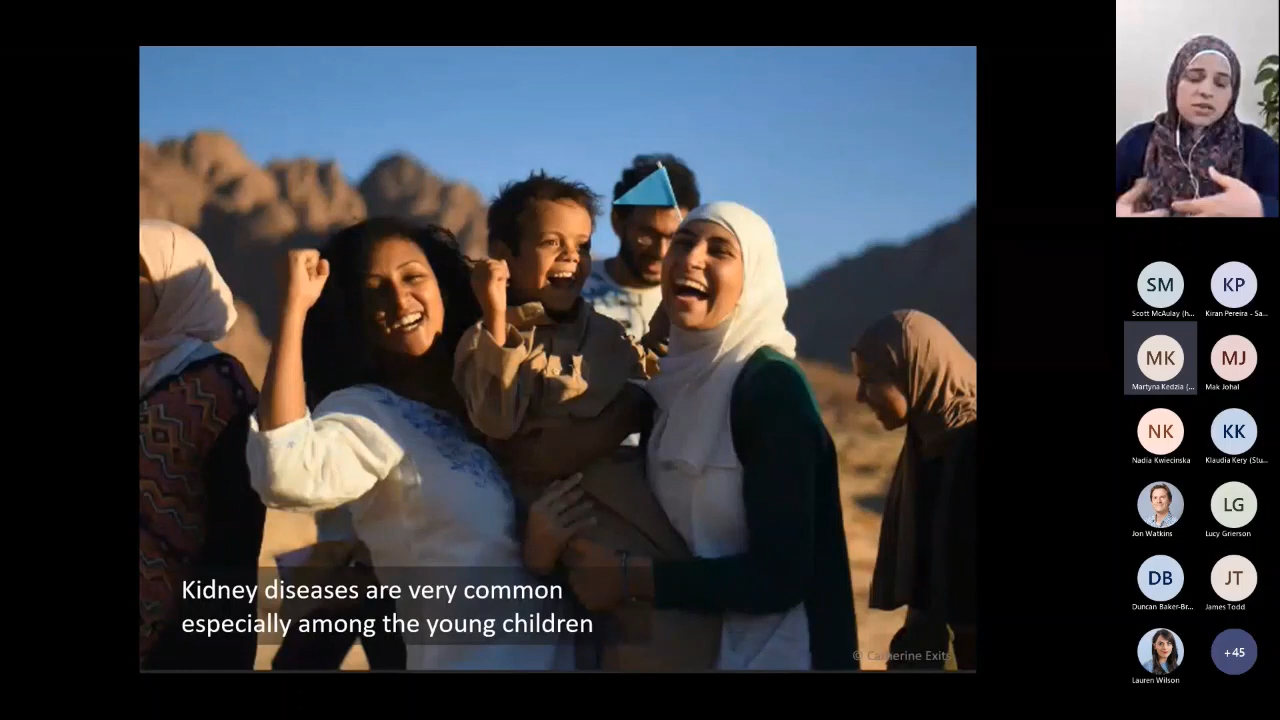 Kidney diseases are very common
especially among the young children
© Catherine Exits
SM
Scott McAulay (h...
KP
Kiran Pereira - Sa...
MK
Martyna Kedzia (...
MJ
Mak Johal
NK
Nadia Kwiecinska
KK
Klaudia Kery (Stu...
Jon Watkins
LG
Lucy Grierson
DB
Duncan Baker-Br...
JT
James Todd
Lauren Wilson
+45